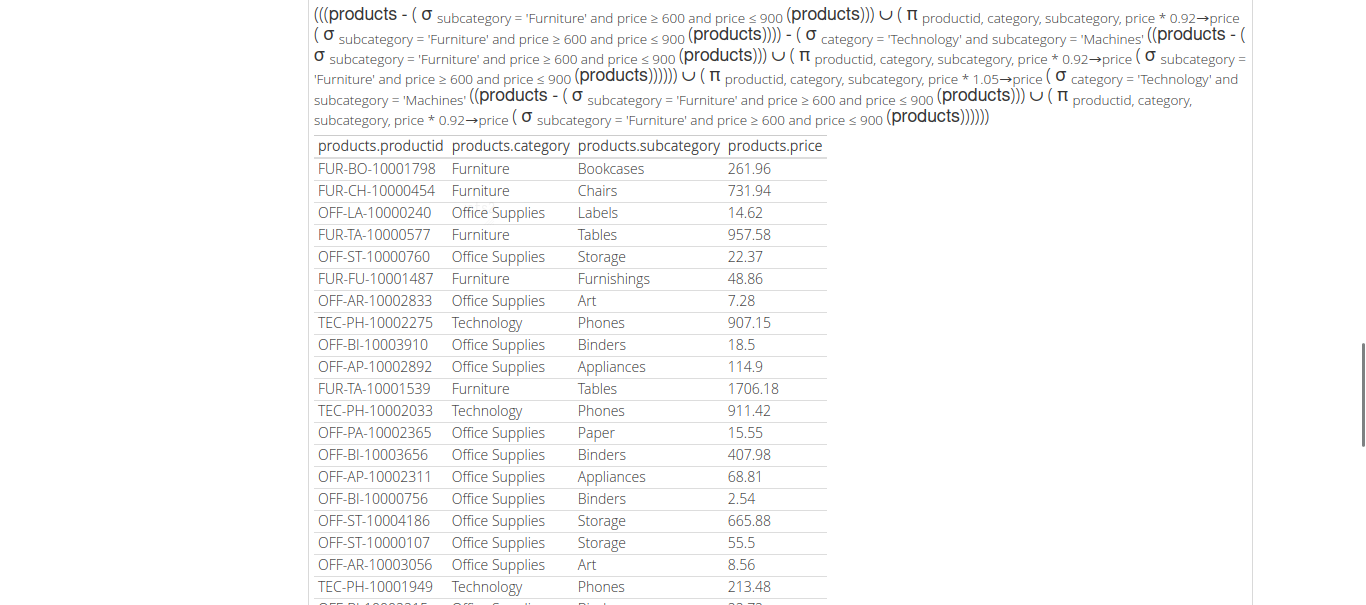 (((products - ( σ subcategory = 'Furniture' and price ≥ 600 and price ≤ 900 (products))) ∪ ( π productid, category, subcategory, price * 0.92→price
( σ subcategory = 'Furniture' and price ≥ 600 and price ≤ 900 (products)))) - ( σ category = 'Technology' and subcategory = 'Machines' ((products - (
σ subcategory = 'Furniture' and price ≥ 600 and price ≤ 900 (products))) ∪ ( π productid, category, subcategory, price * 0.92→price ( σ subcategory =
'Furniture' and price ≥ 600 and price ≤ 900 (products)))))) ∪ ( π productid, category, subcategory, price * 1.05→price ( σ category = 'Technology' and
subcategory = 'Machines' ((products - ( σ subcategory = 'Furniture' and price ≥ 600 and price ≤ 900 (products))) ∪ ( π productid, category,
subcategory, price * 0.92→price ( σ subcategory = 'Furniture' and price ≥ 600 and price ≤ 900 (products))))))
products.productid products.category products.subcategory products.price
FUR-BO-10001798 Furniture Bookcases 261.96
FUR-CH-10000454 Furniture Chairs 731.94
OFF-LA-10000240 Office Supplies Labels 14.62
FUR-TA-10000577 Furniture Tables 957.58
OFF-ST-10000760 Office Supplies Storage 22.37
FUR-FU-10001487 Furniture Furnishings 48.86
OFF-AR-10002833 Office Supplies Art 7.28
TEC-PH-10002275 Technology Phones 907.15
OFF-BI-10003910 Office Supplies Binders 18.5
OFF-AP-10002892 Office Supplies Appliances 114.9
FUR-TA-10001539 Furniture Tables 1706.18
TEC-PH-10002033 Technology Phones 911.42
OFF-PA-10002365 Office Supplies Paper 15.55
OFF-BI-10003656 Office Supplies Binders 407.98
OFF-AP-10002311 Office Supplies Appliances 68.81
OFF-BI-10000756 Office Supplies Binders 2.54
OFF-ST-10004186 Office Supplies Storage 665.88
OFF-ST-10000107 Office Supplies Storage 55.5
OFF-AR-10003056 Office Supplies Art 8.56
TEC-PH-10001949 Technology Phones 213.48